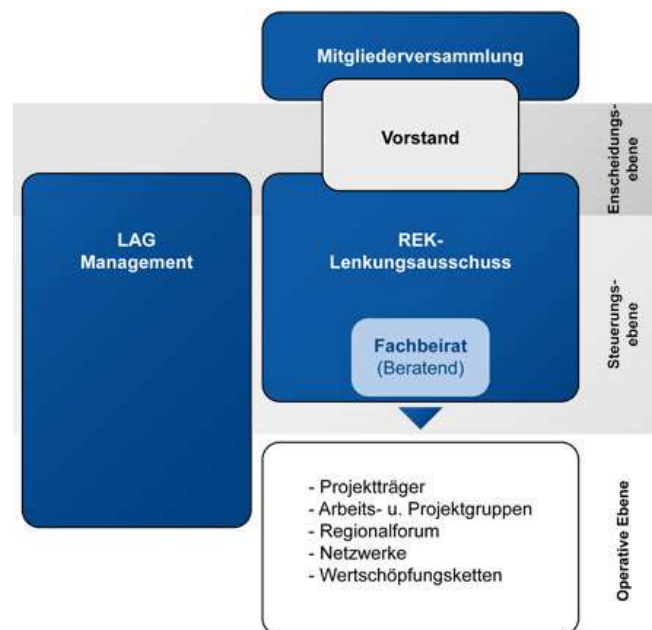 Mitgliederversammlung
Vorstand
Enscheidungs-
ebene
LAG
Management
REK-
Lenkungsausschuss
Fachbeirat
(Beratend)
Steuerungs-
ebene
- Projektträger
- Arbeits- u. Projektgruppen
- Regionalforum
- Netzwerke
- Wertschöpfungsketten
Operative Ebene